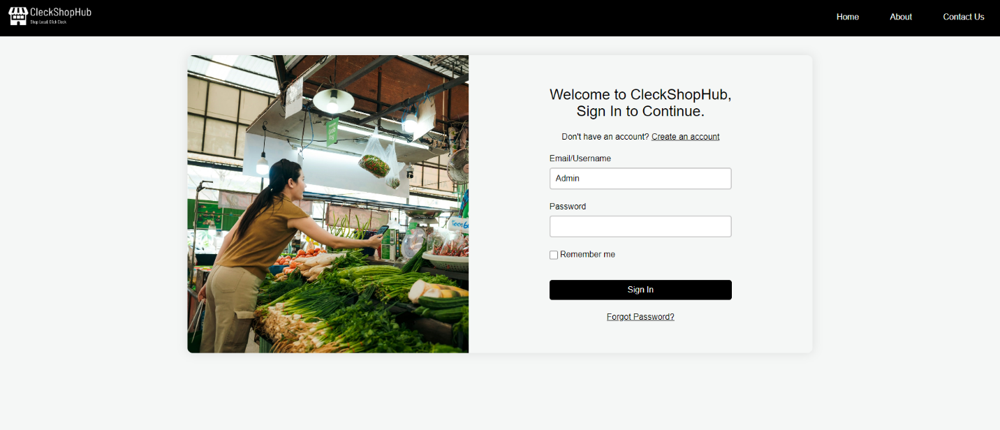 CleckShopHub
Shop Local, Click Cleck
Home
About
Contact Us
Welcome to CleckShopHub,
Sign In to Continue.
Don't have an account? Create an account
Email/Username
Admin
Password
Remember me
Sign In
Forgot Password?